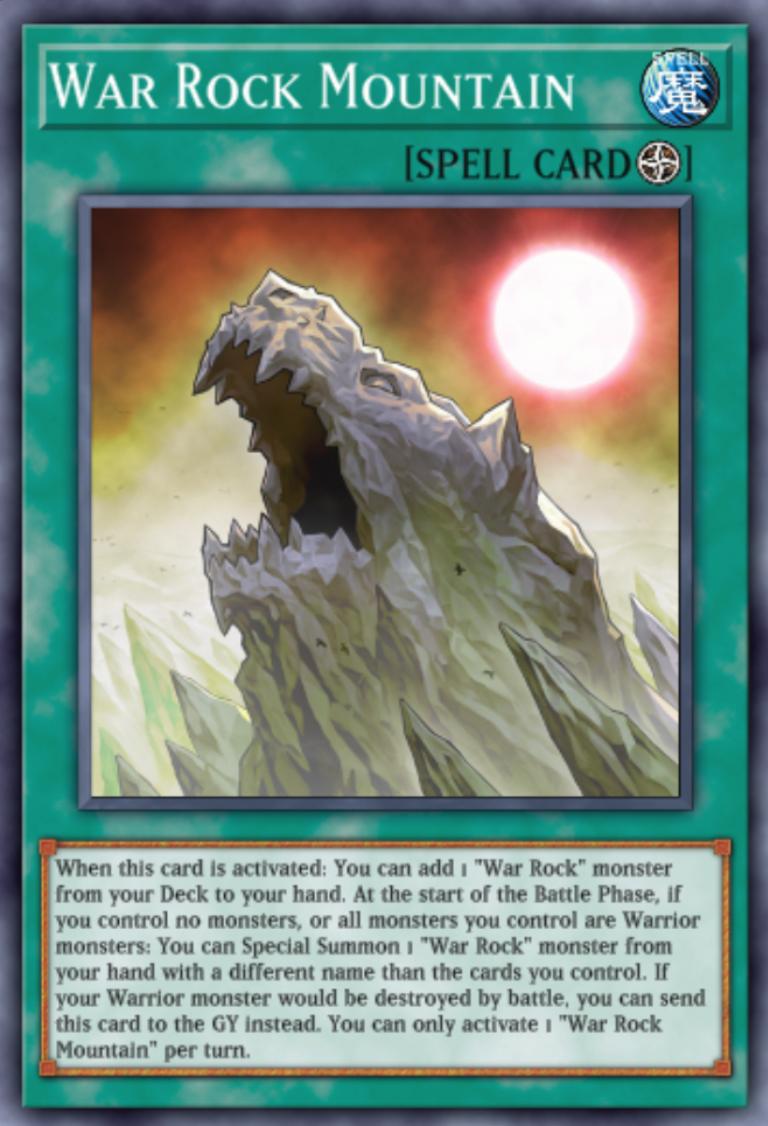 WAR ROCK MOUNTAIN
SPELL
魔
[SPELL CARD]
When this card is activated: You can add 1 "War Rock" monster
from your Deck to your hand. At the start of the Battle Phase, if
you control no monsters, or all monsters you control are Warrior
monsters: You can Special Summon 1 "War Rock" monster from
your hand with a different name than the cards you control. If
your Warrior monster would be destroyed by battle, you can send
this card to the GY instead. You can only activate 1 "War Rock
Mountain" per turn.